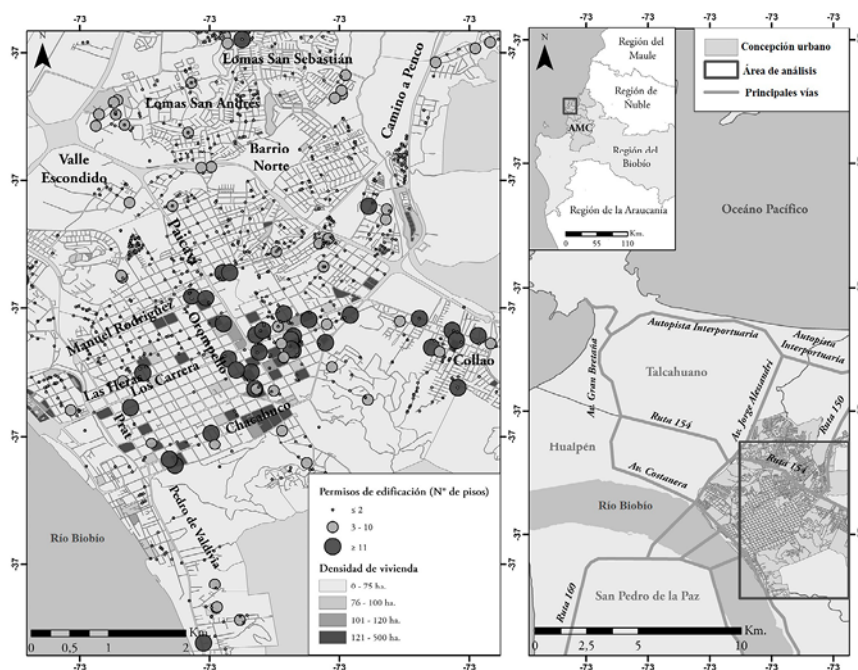 -73 -73 -73 -73
-37
-37
-37
-37
-37
N
Lomas San Sebastián
Camino a Penco
Lomas San Andrés
Barrio
Norte
Valle
Escondido
Paicaví
Manuel Rodríguez
Orompello
Las Heras
Los Carrera
Collao
Prat
Chacabuco
Pedro de Valdivia
Río Biobío
Permisos de edificación (N° de pisos)
≤ 2
3 - 10
≥ 11
Densidad de vivienda
0 - 75 ha.
76 - 100 ha.
101 - 120 ha.
121 - 500 ha.
0 0,5 1 2
Km.
-73 -73 -73 -73
-73 -73 -73
-37
-37
-37
-37
-37
N
Región del
Maule
Región de
Ñuble
AMC
Región del
Biobío
Región de la Araucanía
0 55 110
Km.
Concepción urbano
Área de análisis
Principales vías
Océano Pacífico
Autopista Interportuaria
Autopista
Interportuaria
Av. Gran Bretaña
Talcahuano
Av. Jorge Alessandri
Ruta 150
Ruta 154
Hualpén
Ruta 154
Av. Costanera
Río Biobío
San Pedro de la Paz
Ruta 160
0 2,5 5 10
Km.
-73 -73 -73